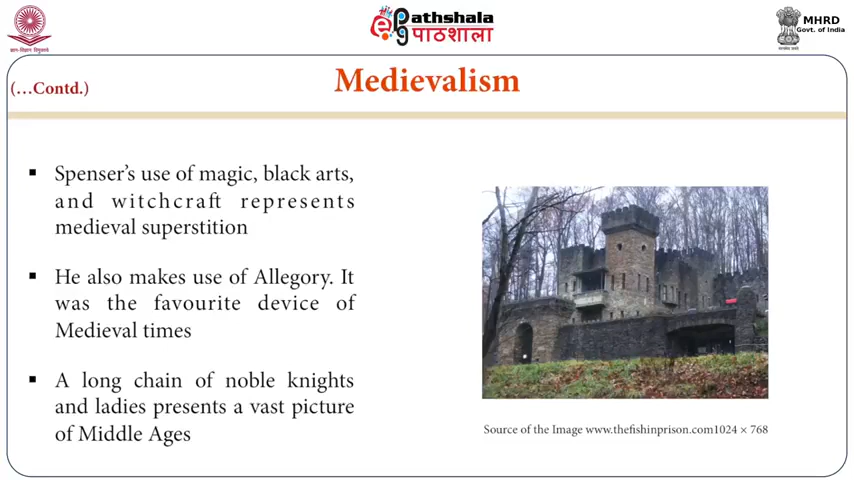 ePathshala
पाठशाला
MHRD
Govt. of India
(...Contd.)
Medievalism
▪ Spenser's use of magic, black arts,
and witchcraft represents
medieval superstition
▪ He also makes use of Allegory. It
was the favourite device of
Medieval times
▪ A long chain of noble knights
and ladies presents a vast picture
of Middle Ages
Source of the Image www.thefishinprison.com1024 × 768